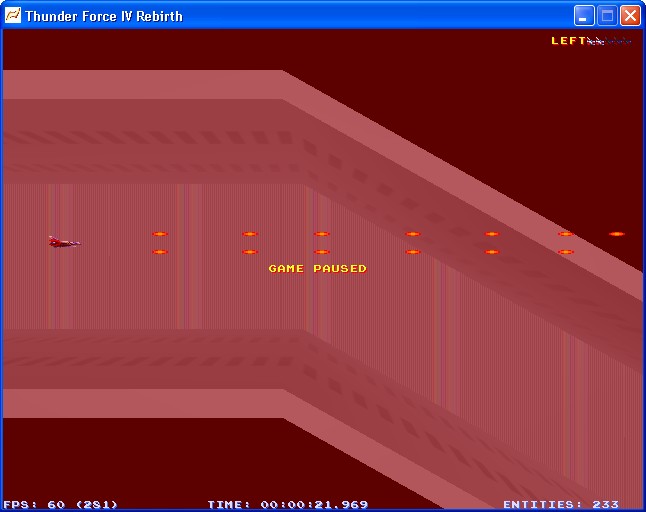 Thunder Force IV Rebirth
LEFT
GAME PAUSED
FPS: 60 (281) TIME: 00:00:21.969 ENTITIES: 233